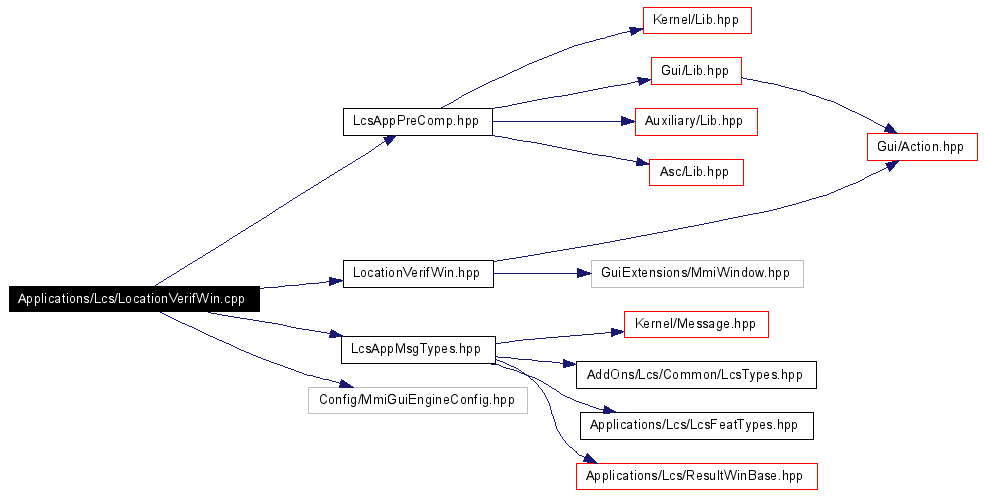 Kernel/Lib.hpp
Gui/Lib.hpp
LcsAppPreComp.hpp
Auxiliary/Lib.hpp
Gui/Action.hpp
Asc/Lib.hpp
LocationVerifWin.hpp
GuiExtensions/MmiWindow.hpp
Applications/Lcs/LocationVerifWin.cpp
Kernel/Message.hpp
LcsAppMsgTypes.hpp
AddOns/Lcs/Common/LcsTypes.hpp
Config/MmiGuiEngineConfig.hpp
Applications/Lcs/LcsFeatTypes.hpp
Applications/Lcs/ResultWinBase.hpp